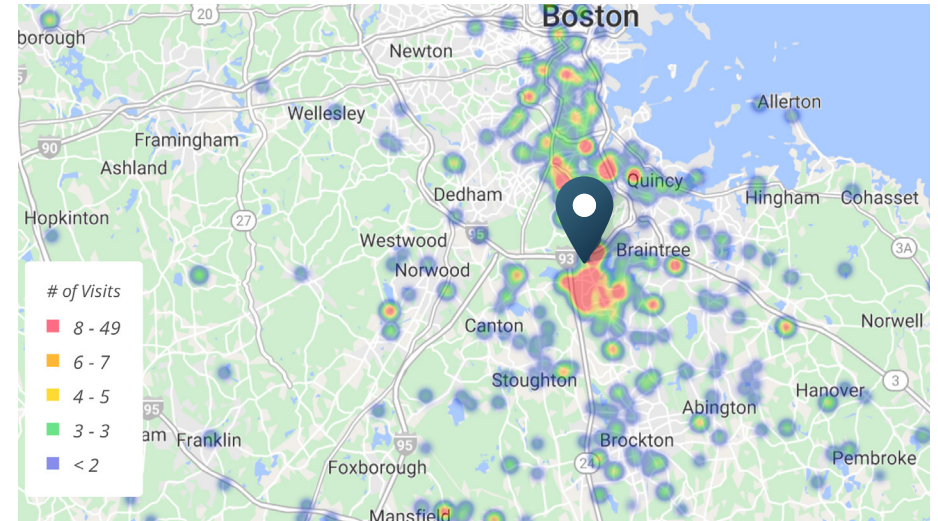 Boston
20
borough
Newton
Allerton
Wellesley
Framingham
90
Ashland
Quincy
Dedham
Hingham
Cohasset
Hopkinton
27
95
Westwood
Braintree
3A
93
Norwood
# of Visits
8 - 49
6 - 7
4 - 5
3 - 3
< 2
Canton
Norwell
Stoughton
3
Hanover
95
Abington
am
Franklin
Brockton
95
24
Pembroke
Foxborough
Mansfield